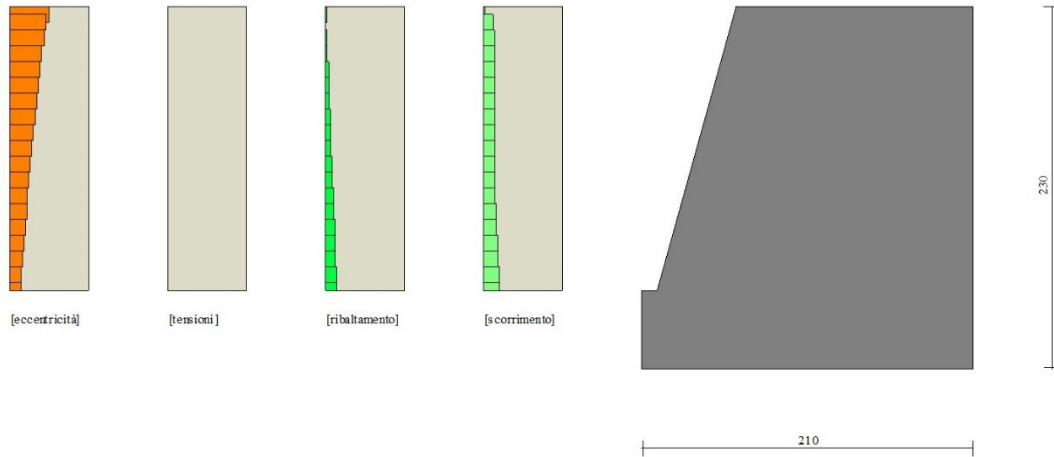 [eccentricità]
[tensioni]
[ribaltamento]
[scorrimento]
230
210